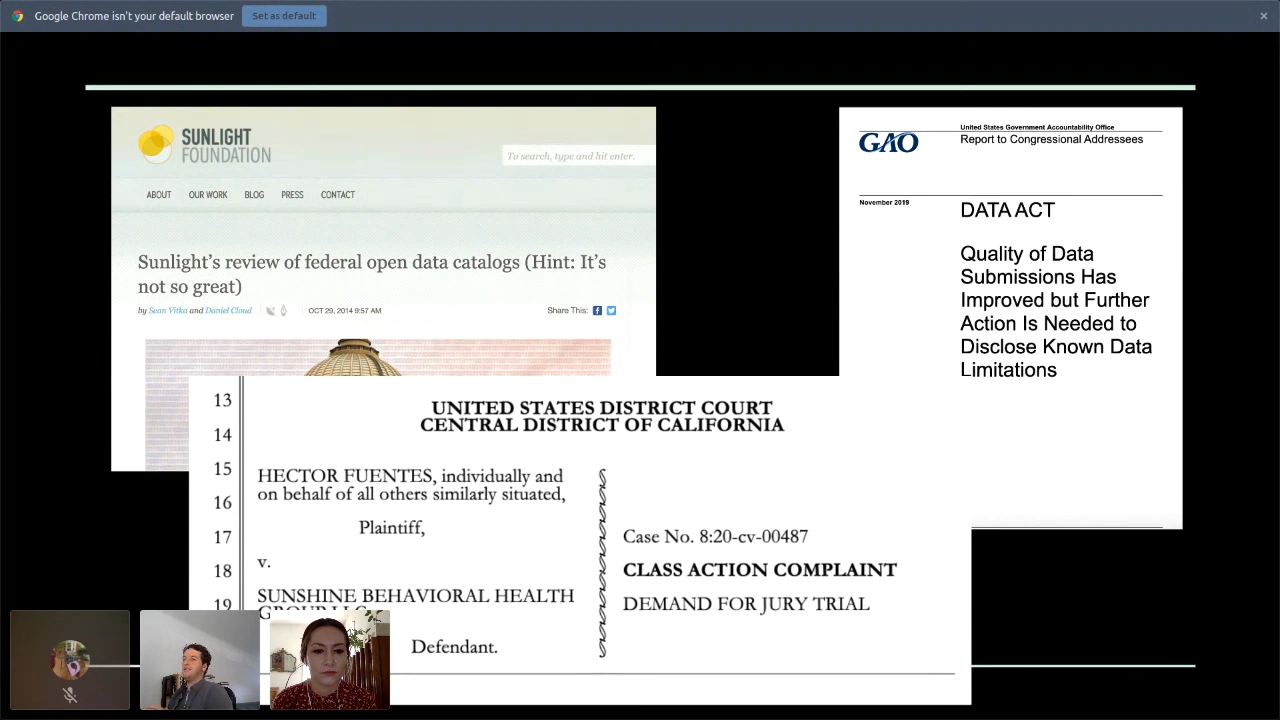 Google Chrome isn't your default browser
Set as default
SUNLIGHT
FOUNDATION
To search, type and hit enter.
ABOUT OUR WORK BLOG PRESS CONTACT
Sunlight's review of federal open data catalogs (Hint: It's
not so great)
by Sean Vitka and Daniel Cloud
OCT 29, 2014 9:57 AM
Share This:
GAO
United States Government Accountability Office
Report to Congressional Addressees
November 2019
DATA ACT
Quality of Data
Submissions Has
Improved but Further
Action Is Needed to
Disclose Known Data
Limitations
13
14
15
16
17
18
19
UNITED STATES DISTRICT COURT
CENTRAL DISTRICT OF CALIFORNIA
HECTOR FUENTES, individually and
on behalf of all others similarly situated,
Plaintiff,
v.
SUNSHINE BEHAVIORAL HEALTH
GROUP LLC
Defendant.
Case No. 8:20-cv-00487
CLASS ACTION COMPLAINT
DEMAND FOR JURY TRIAL